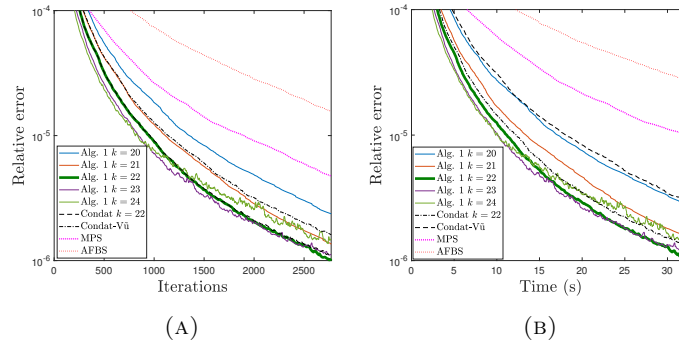 10-4
10-5
10-6
Relative error
Alg. 1 k = 20
Alg. 1 k = 21
Alg. 1 k = 22
Alg. 1 k = 23
Alg. 1 k = 24
Condat k = 22
Condat-Vũ
MPS
AFBS
500 1000 1500 2000 2500
Iterations
(A)
10-4
10-5
10-6
Relative error
Alg. 1 k = 20
Alg. 1 k = 21
Alg. 1 k = 22
Alg. 1 k = 23
Alg. 1 k = 24
Condat k = 22
Condat-Vũ
MPS
AFBS
0 5 10 15 20 25 30
Time (s)
(B)